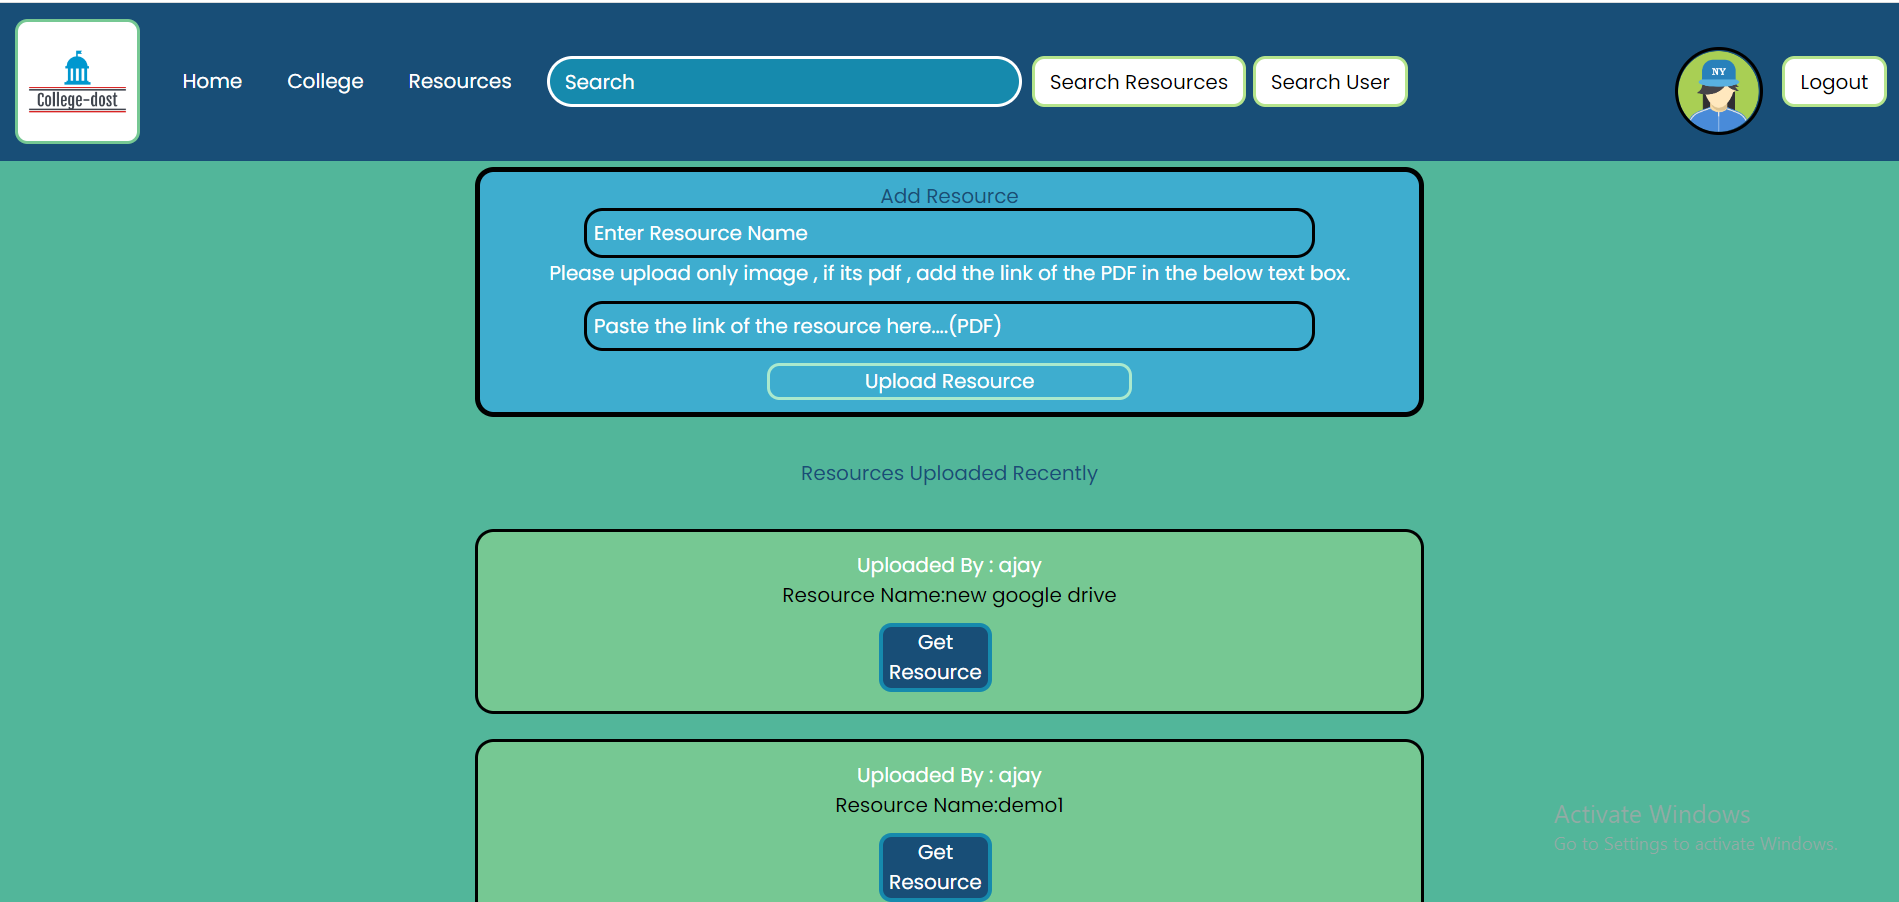 College-dost
Home
College
Resources
Search
Search Resources
Search User
NY
Logout
Add Resource
Enter Resource Name
Please upload only image , if its pdf , add the link of the PDF in the below text box.
Paste the link of the resource here....(PDF)
Upload Resource
Resources Uploaded Recently
Uploaded By : ajay
Resource Name:new google drive
Get
Resource
Uploaded By : ajay
Resource Name:demo1
Get
Resource
Activate Windows
Go to Settings to activate Windows.